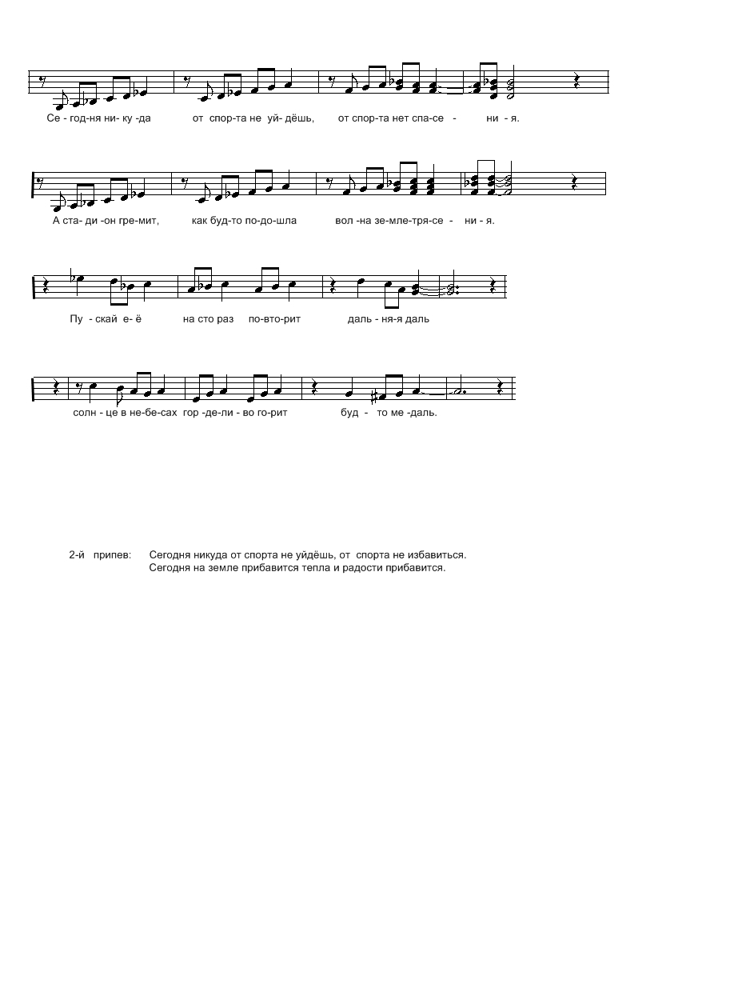 Се - год-ня ни- ку -да от спор-та не уй- дёшь, от спор-та нет спа-се - ни - я.
А ста- ди -он гре-мит, как буд-то по-до-шла вол -на зе-мле-тря-се - ни - я.
Пу - скай е- ё на сто раз по-вто-рит даль - ня-я даль
солн - це в не-бе-сах гор -де-ли - во го-рит буд - то ме -даль.
2-й припев: Сегодня никуда от спорта не уйдёшь, от спорта не избавиться.
Сегодня на земле прибавится тепла и радости прибавится.